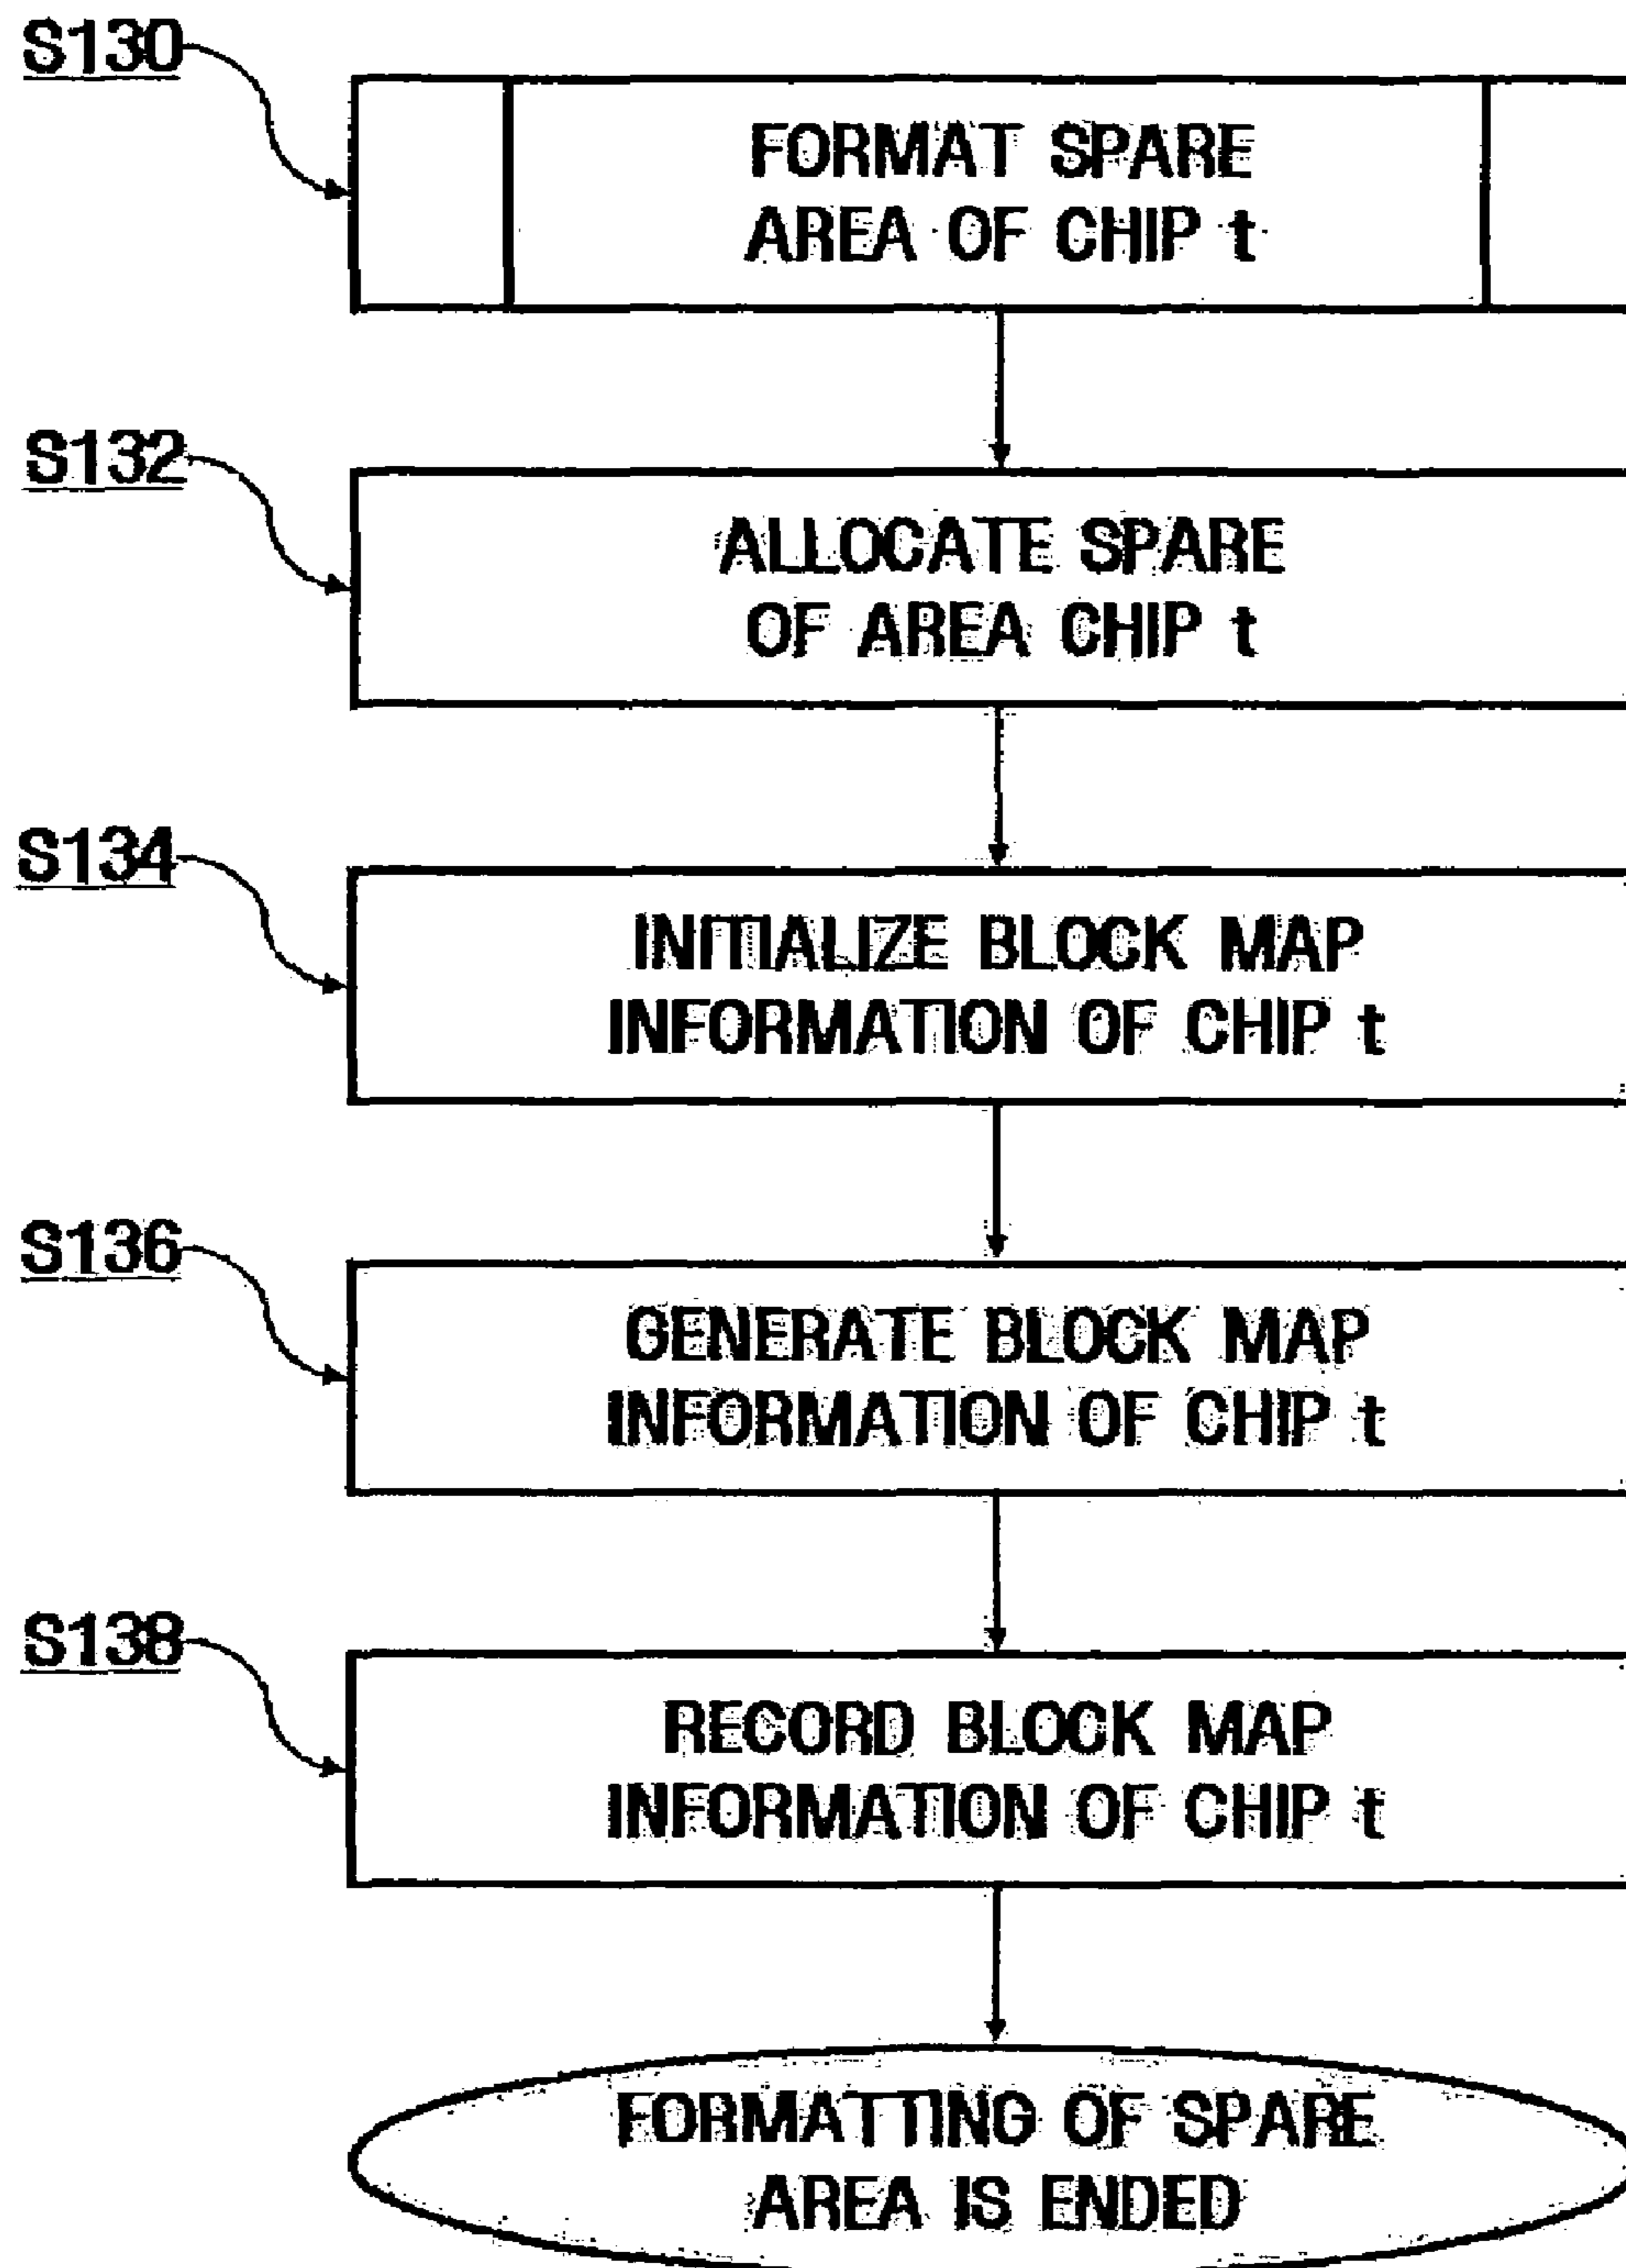 S130
FORMAT SPARE
AREA OF CHIP t
S132
ALLOCATE SPARE
OF AREA CHIP t
S134
INITIALIZE BLOCK MAP
INFORMATION OF CHIP t
S136
GENERATE BLOCK MAP
INFORMATION OF CHIP t
S138
RECORD BLOCK MAP
INFORMATION OF CHIP t
FORMATTING OF SPARE
AREA IS ENDED